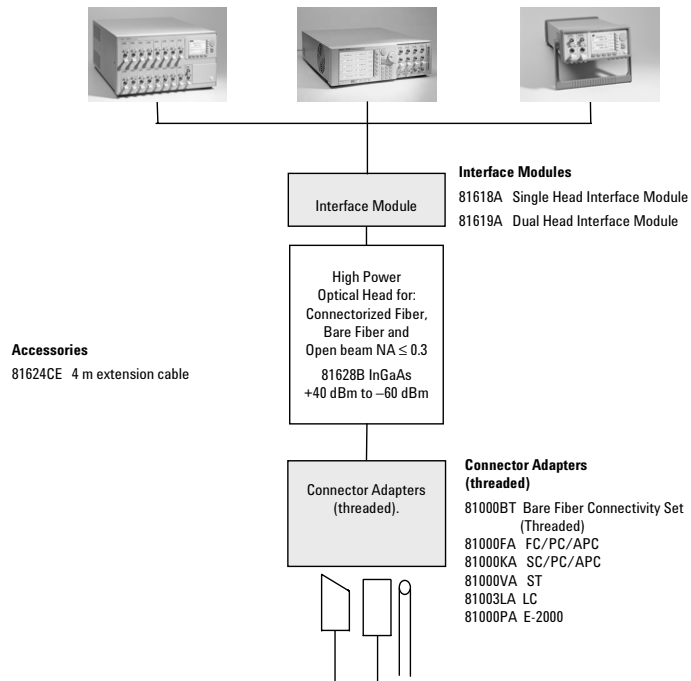 Interface Module
Interface Modules
81618A Single Head Interface Module
81619A Dual Head Interface Module
High Power
Optical Head for:
Connectorized Fiber,
Bare Fiber and
Open beam NA ≤ 0.3
81628B InGaAs
+40 dBm to –60 dBm
Accessories
81624CE 4 m extension cable
Connector Adapters
(threaded).
Connector Adapters
(threaded)
81000BT Bare Fiber Connectivity Set
(Threaded)
81000FA FC/PC/APC
81000KA SC/PC/APC
81000VA ST
81003LA LC
81000PA E-2000